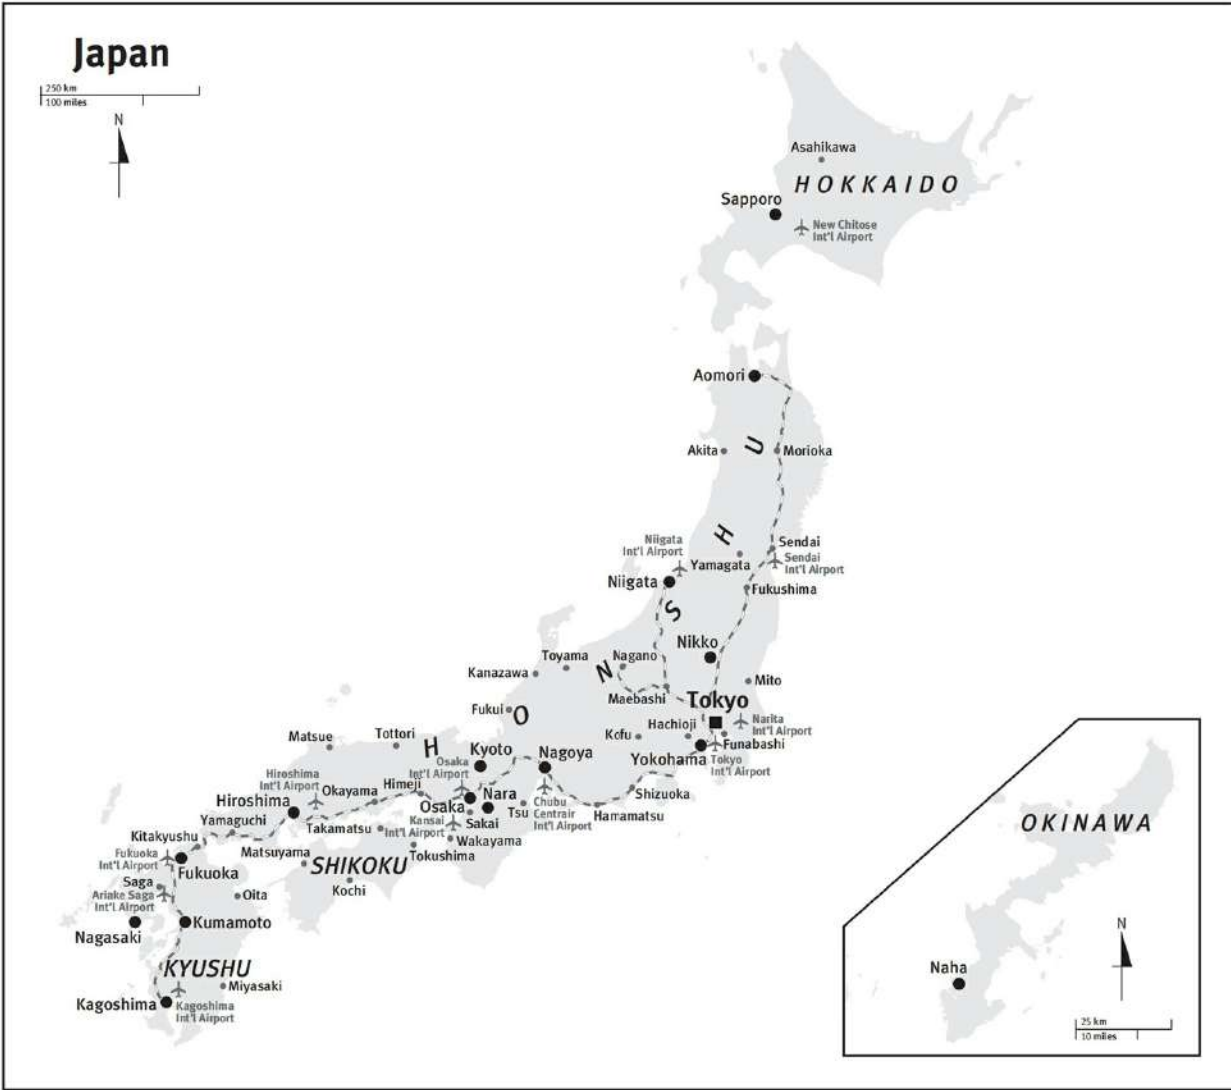 Japan
250 km
100 miles
N
Asahikawa
HOKKAIDO
Sapporo
New Chitose
Int'l Airport
Aomori
Akita
Morioka
HONSHU
Sendai
Sendai
Int'l Airport
Niigata
Int'l Airport
Yamagata
Niigata
Fukushima
Nikko
Toyama
Nagano
Kanazawa
Mito
Maebashi
Tokyo
Fukui
Narita
Int'l Airport
Hachioji
Kofu
Funabashi
Yokohama
Tokyo
Int'l Airport
Matsue
Tottori
Kyoto
Nagoya
Osaka
Int'l Airport
Hiroshima
Int'l Airport
Okayama
Himeji
Hiroshima
Osaka
Nara
Tsu
Chubu
Centrair
Int'l Airport
Shizuoka
Hamamatsu
Yamaguchi
Takamatsu
Kansai
Int'l Airport
Sakai
Wakayama
Kitakyushu
Matsuyama
Tokushima
Fukuoka
Int'l Airport
Fukuoka
SHIKOKU
Kochi
Saga
Ariake Saga
Int'l Airport
Oita
Nagasaki
Kumamoto
KYUSHU
Miyasaki
Kagoshima
Kagoshima
Int'l Airport
OKINAWA
N
Naha
25 km
10 miles